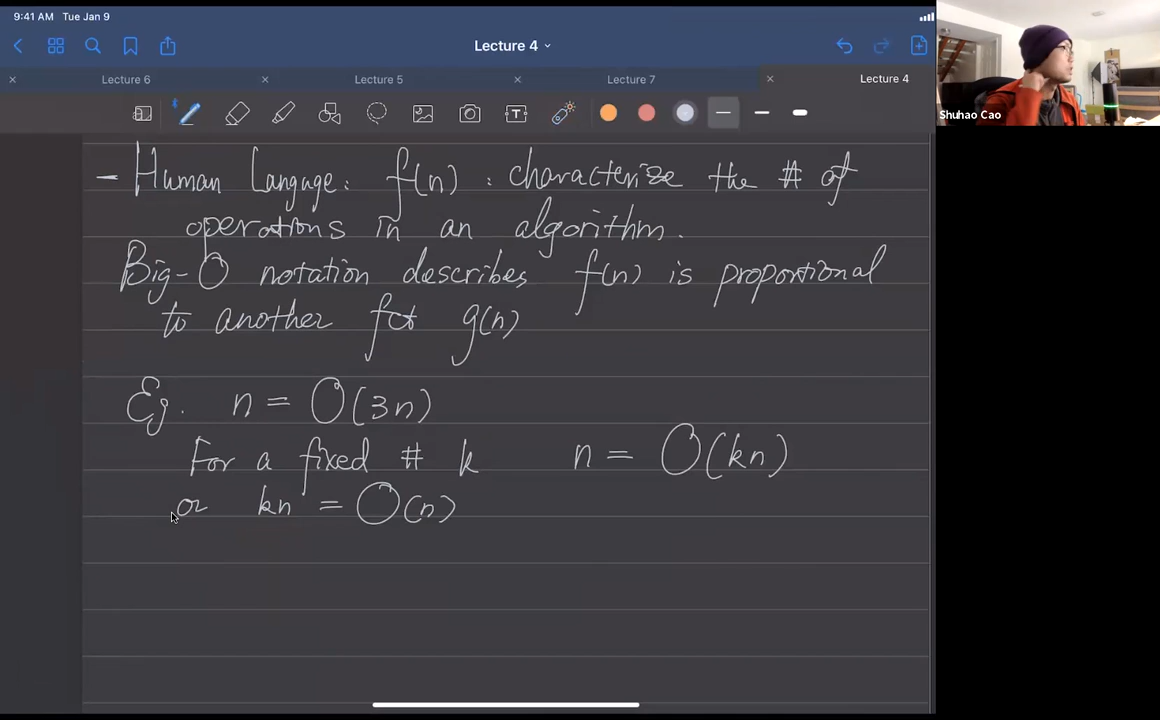 9:41 AM Tue Jan 9
Lecture 4
Lecture 6
Lecture 5
Lecture 7
Lecture 4
Shuhao Cao
- Human Languge: f(n) : characterize the # of
operations in an algorithm.
Big-O notation describes f(n) is proportional
to another fct g(n)
Eg. n = O(3n)
For a fixed # k n = O(kn)
or kn = O(n)